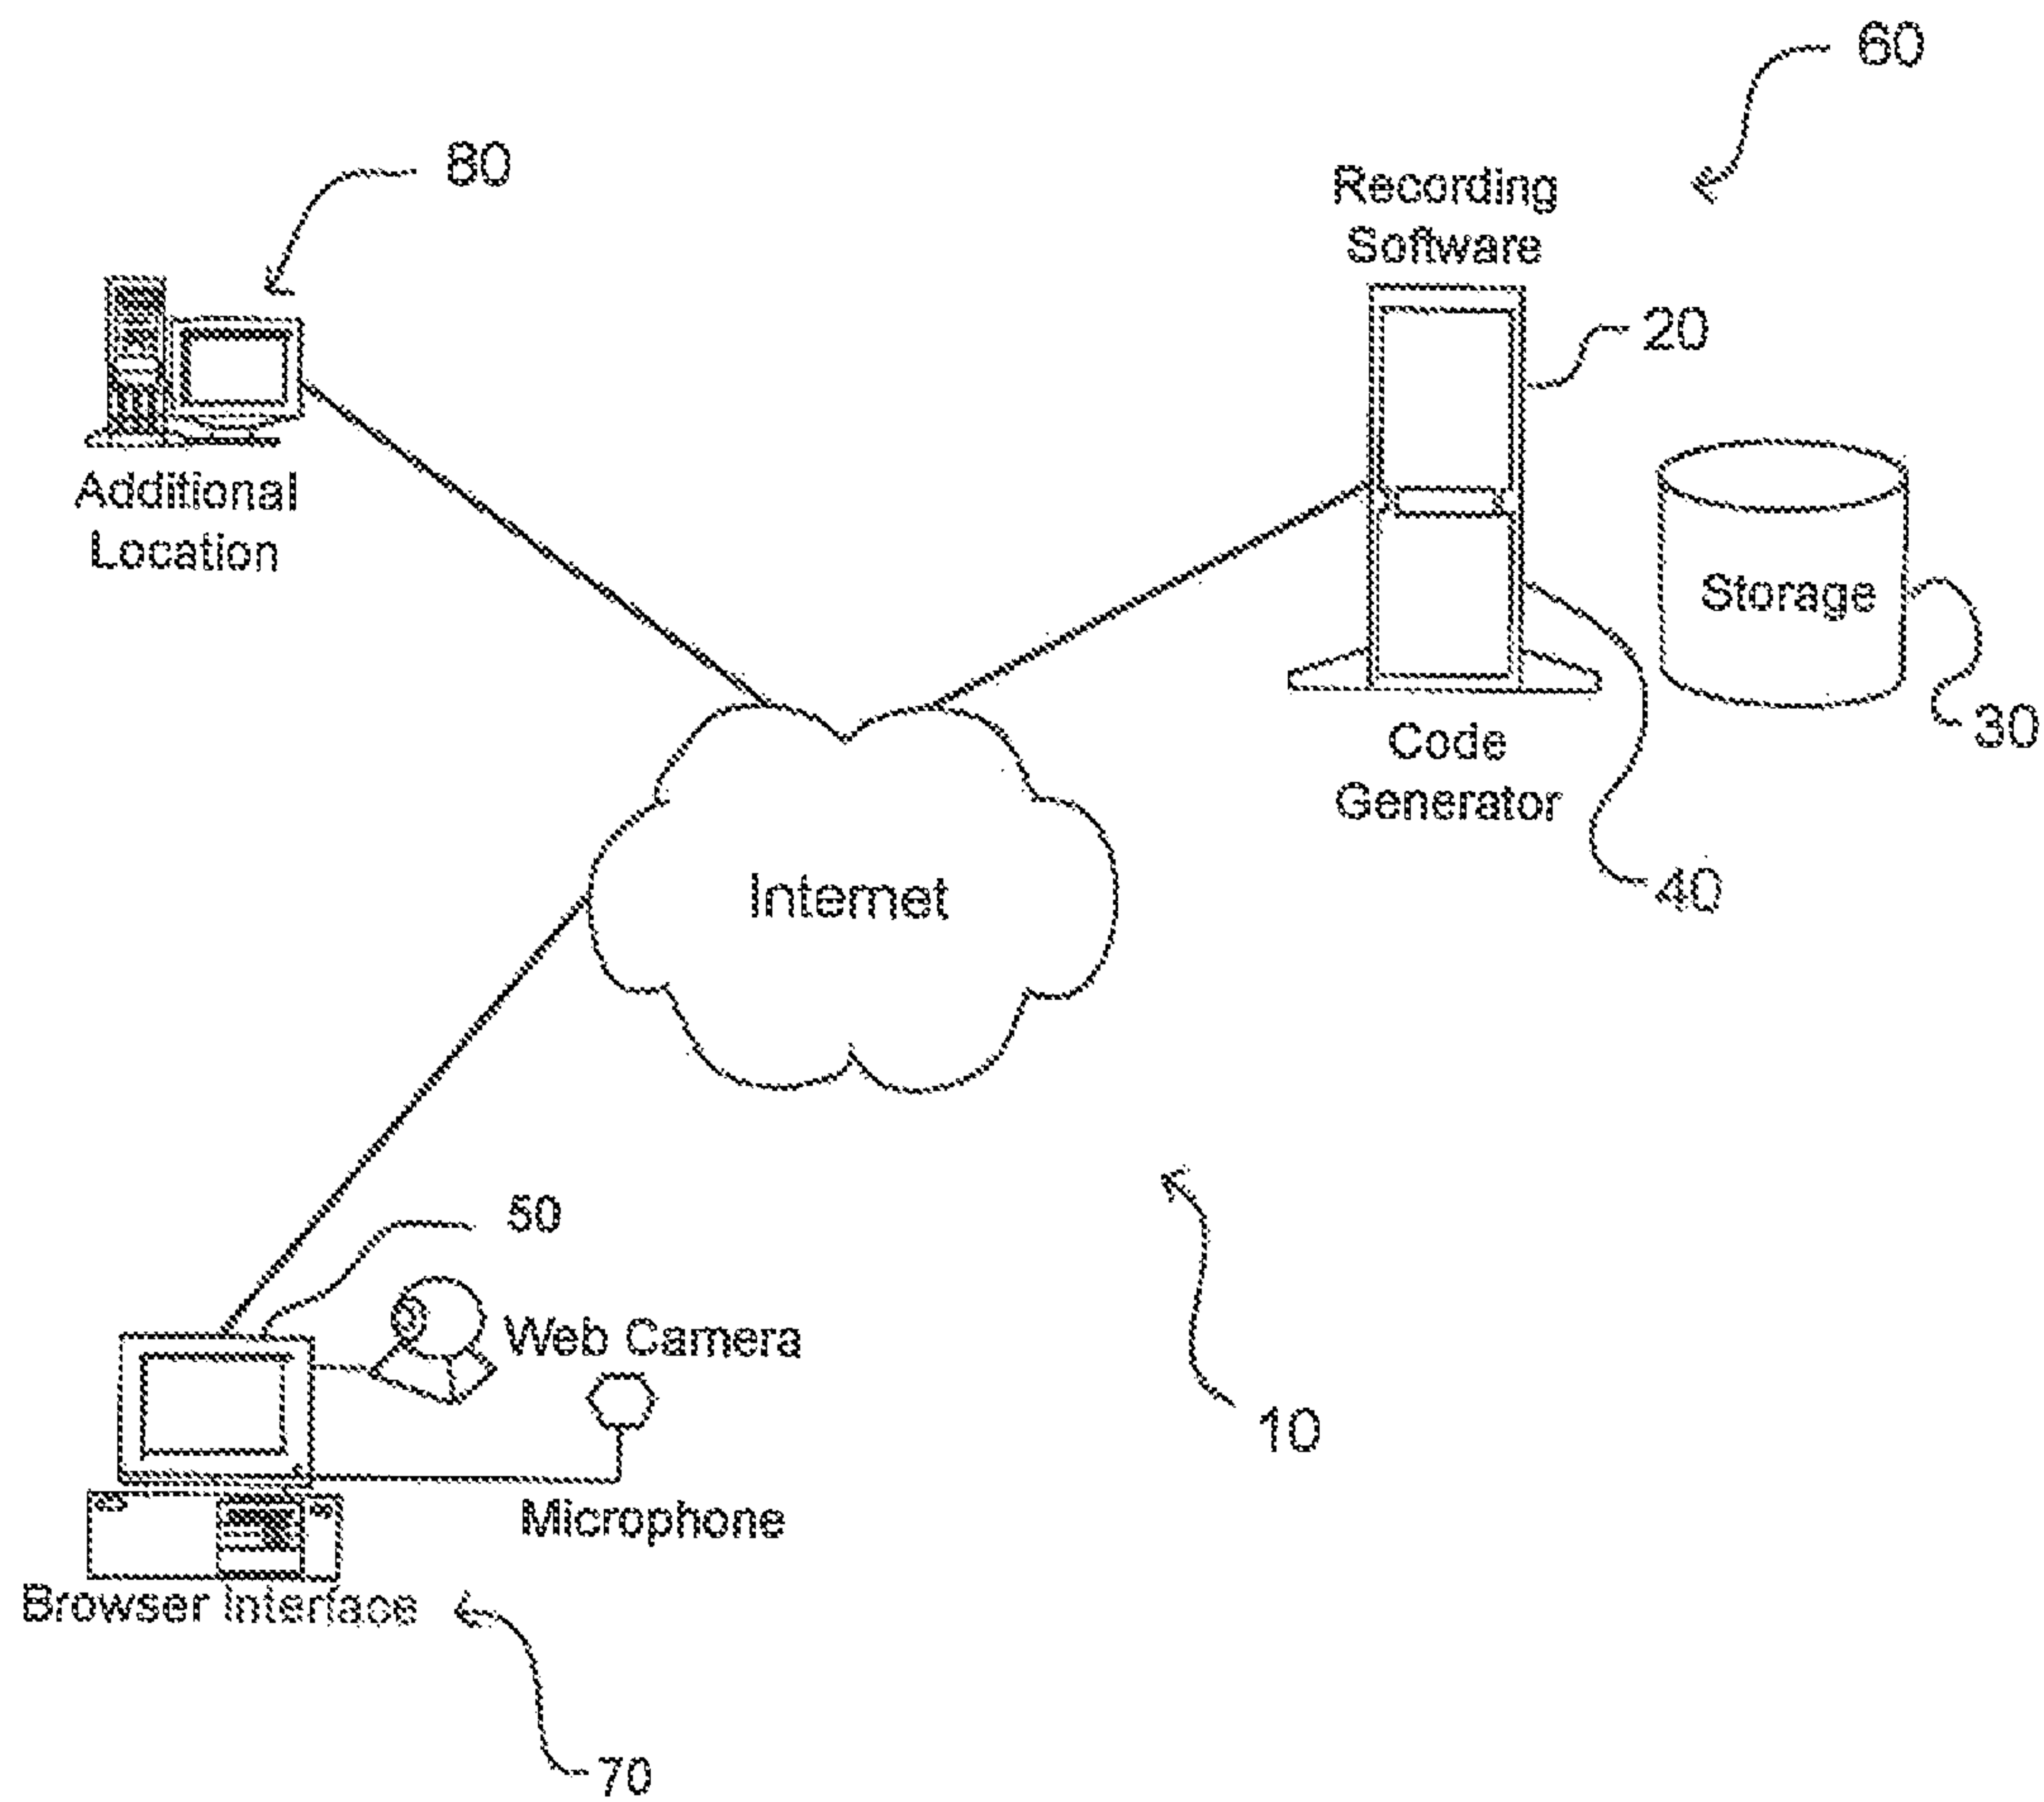 60
80
Recording
Software
20
Additional
Location
Storage
30
Code
Generator
40
Internet
50
Web Camera
10
Microphone
Browser Interface
70